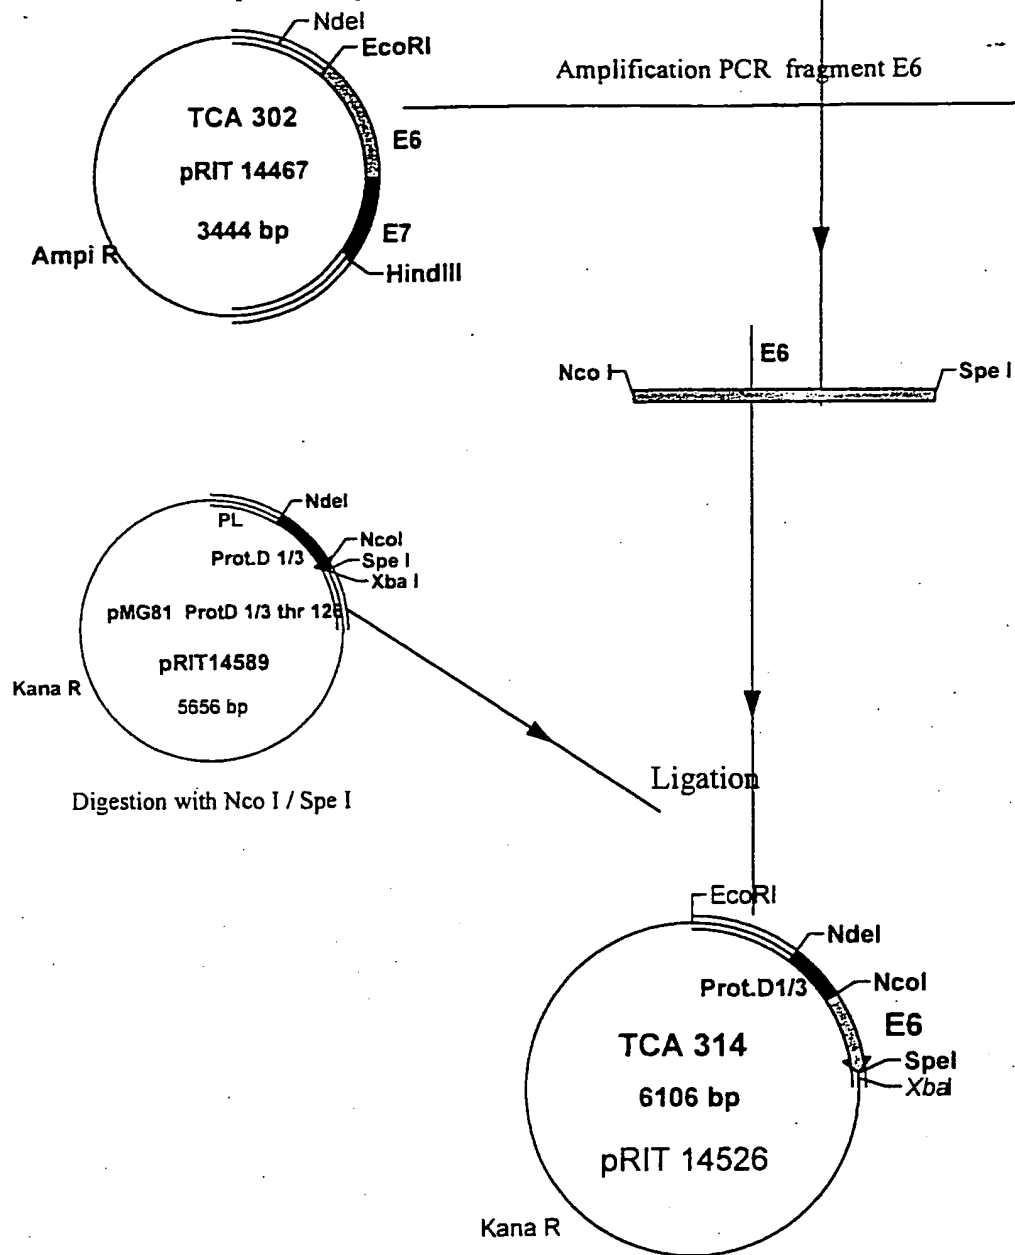 NdeI
EcoRI
Amplification PCR fragment E6
TCA 302
E6
pRIT 14467
3444 bp
E7
Ampi R
HindIII
E6
Nco I
Spe I
NdeI
PL
NcoI
Prot.D 1/3
Spe I
Xba I
pMG81 ProtD 1/3 thr 126
pRIT14589
Kana R
5656 bp
Ligation
Digestion with Nco I / Spe I
EcoRI
NdeI
Prot.D1/3
NcoI
E6
TCA 314
SpeI
XbaI
6106 bp
pRIT 14526
Kana R